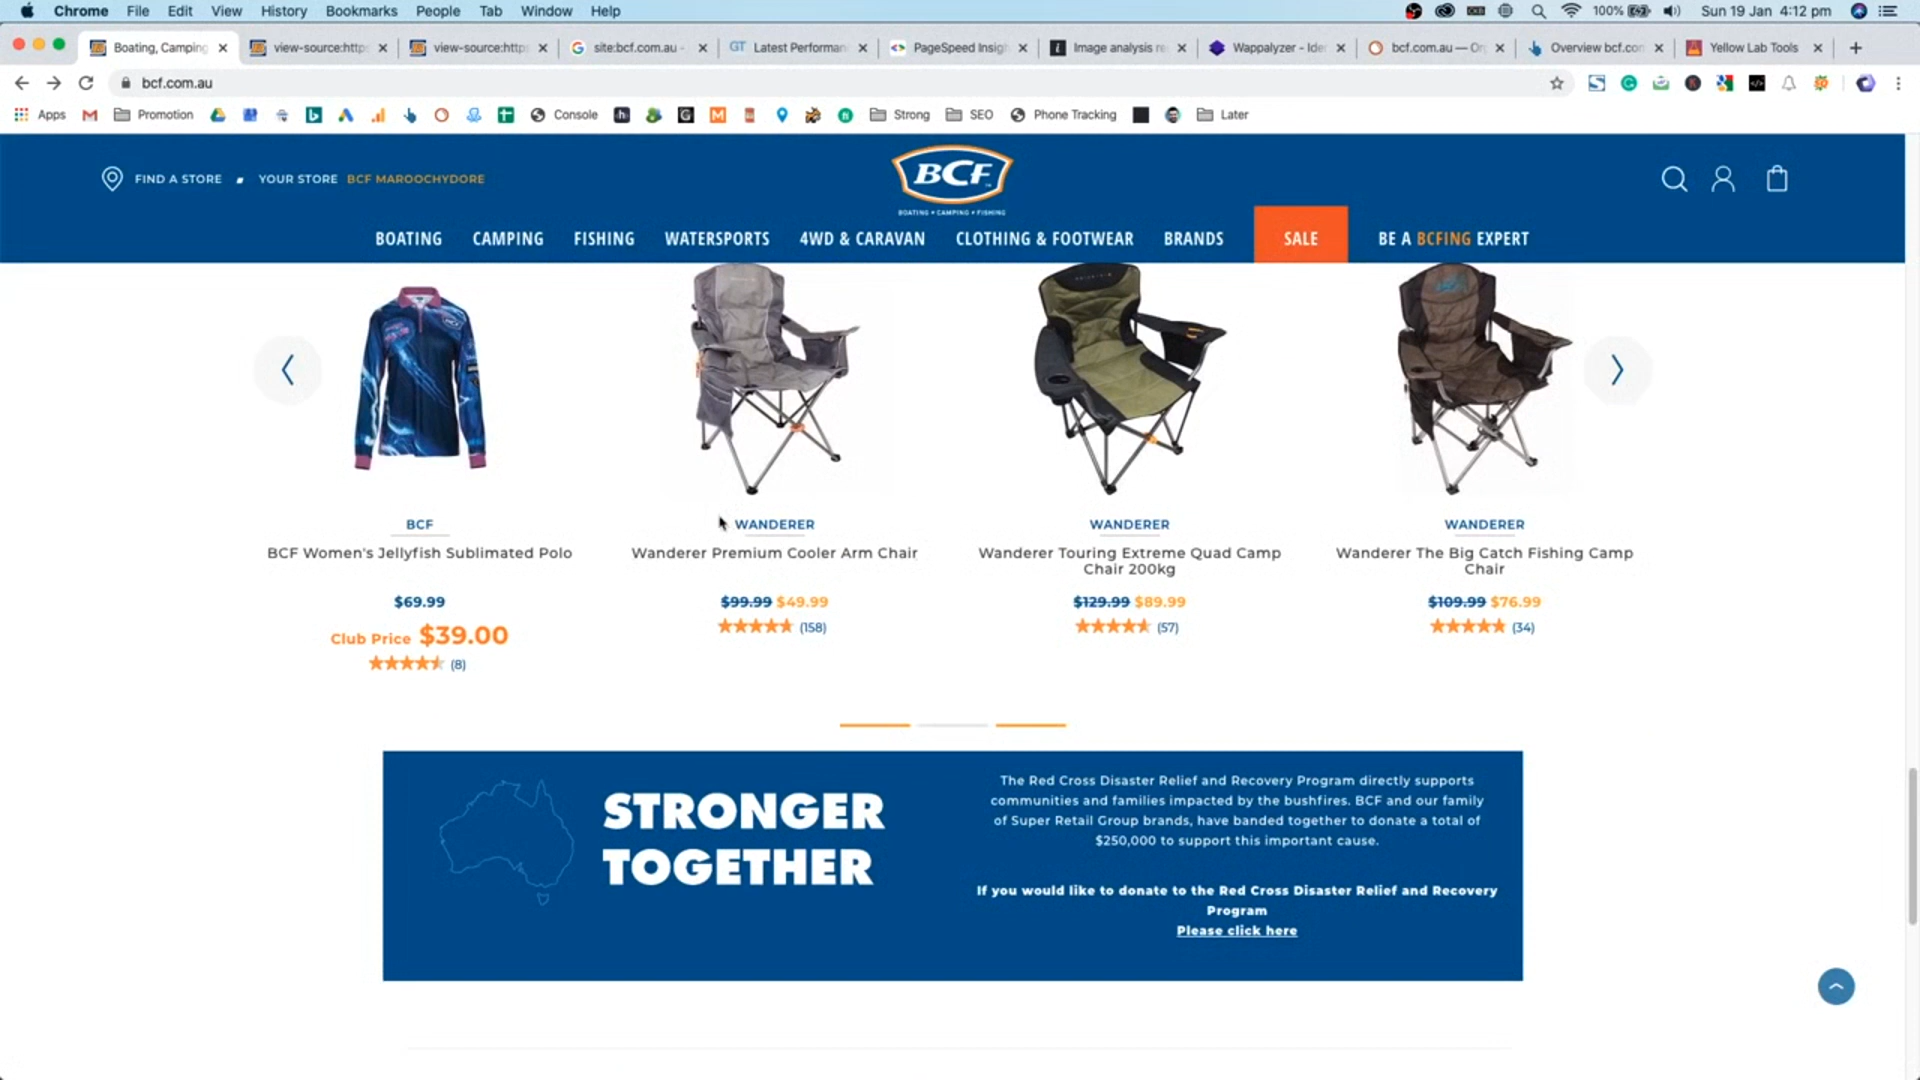 Chrome File Edit View History Bookmarks People Tab Window Help 100% Sun 19 Jan 4:12 pm
Boating, Camping view-source:http view-source:http site:bcf.com.au - GT Latest Performan PageSpeed Insigh Image analysis re Wappalyzer - Ide bcf.com.au — Or Overview bcf.con Yellow Lab Tools
bcf.com.au
Apps Promotion Console Strong SEO Phone Tracking Later
FIND A STORE YOUR STORE BCF MAROOCHYDORE
BCF
BOATING • CAMPING • FISHING
BOATING CAMPING FISHING WATERSPORTS 4WD & CARAVAN CLOTHING & FOOTWEAR BRANDS SALE BE A BCFING EXPERT
BCF WANDERER WANDERER WANDERER
BCF Women's Jellyfish Sublimated Polo Wanderer Premium Cooler Arm Chair Wanderer Touring Extreme Quad Camp Wanderer The Big Catch Fishing Camp
Chair 200kg Chair
$69.99 $99.99 $49.99 $129.99 $89.99 $109.99 $76.99
(158) (57) (34)
Club Price $39.00
(8)
STRONGER
TOGETHER
The Red Cross Disaster Relief and Recovery Program directly supports
communities and families impacted by the bushfires. BCF and our family
of Super Retail Group brands, have banded together to donate a total of
$250,000 to support this important cause.
If you would like to donate to the Red Cross Disaster Relief and Recovery
Program
Please click here